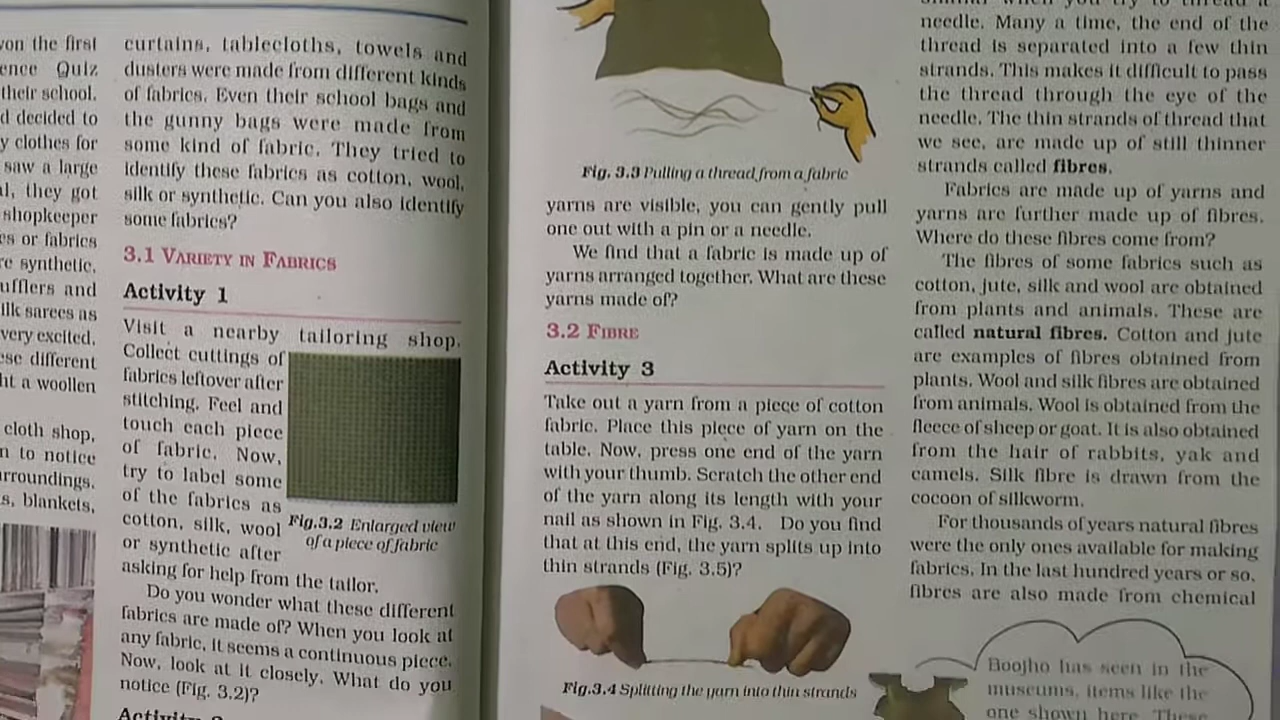 von the first
ence Quiz
their school.
d decided to
y clothes for
saw a large
al, they got
shopkeeper
es or fabrics
re synthetic.
ufflers and
ilk sarees as
very excited.
ese different
ht a woollen
cloth shop,
n to notice
urroundings.
s, blankets,
curtains, tablecloths, towels and
dusters were made from different kinds
of fabrics. Even their school bags and
the gunny bags were made from
some kind of fabric. They tried to
identify these fabrics as cotton, wool,
silk or synthetic. Can you also identify
some fabrics?
3.1 VARIETY IN FABRICS
Activity 1
Visit a nearby tailoring shop.
Collect cuttings of
fabrics leftover after
stitching. Feel and
touch each piece
of fabric. Now,
try to label some
of the fabrics as
cotton, silk, wool
or synthetic after
asking for help from the tailor.
Fig.3.2 Enlarged view
of a piece of fabric
Do you wonder what these different
fabrics are made of? When you look at
any fabric, it seems a continuous piece.
Now, look at it closely. What do you
notice (Fig. 3.2)?
Activity 2
Fig. 3.3 Pulling a thread from a fabric
yarns are visible, you can gently pull
one out with a pin or a needle.
We find that a fabric is made up of
yarns arranged together. What are these
yarns made of?
3.2 FIBRE
Activity 3
Take out a yarn from a piece of cotton
fabric. Place this piece of yarn on the
table. Now, press one end of the yarn
with your thumb. Scratch the other end
of the yarn along its length with your
nail as shown in Fig. 3.4. Do you find
that at this end, the yarn splits up into
thin strands (Fig. 3.5)?
Fig.3.4 Splitting the yarn into thin strands
similar when you try to thread a
needle. Many a time, the end of the
thread is separated into a few thin
strands. This makes it difficult to pass
the thread through the eye of the
needle. The thin strands of thread that
we see, are made up of still thinner
strands called fibres.
Fabrics are made up of yarns and
yarns are further made up of fibres.
Where do these fibres come from?
The fibres of some fabrics such as
cotton, jute, silk and wool are obtained
from plants and animals. These are
called natural fibres. Cotton and jute
are examples of fibres obtained from
plants. Wool and silk fibres are obtained
from animals. Wool is obtained from the
fleece of sheep or goat. It is also obtained
from the hair of rabbits, yak and
camels. Silk fibre is drawn from the
cocoon of silkworm.
For thousands of years natural fibres
were the only ones available for making
fabrics. In the last hundred years or so,
fibres are also made from chemical
Boojho has seen in the
museums, items like the
one shown here. These